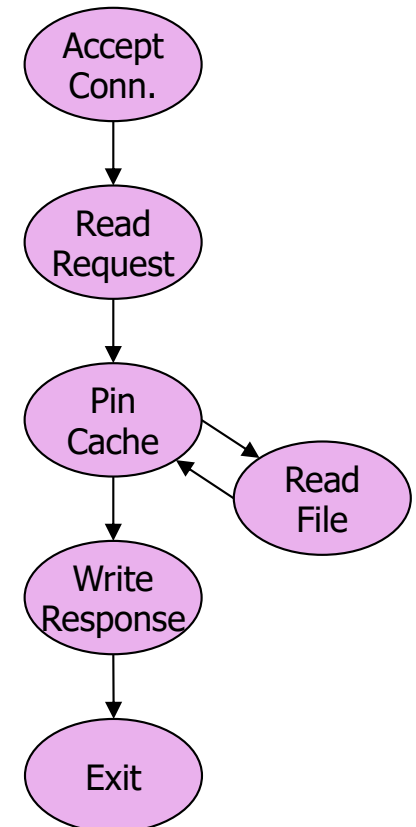 Accept
Conn.
Read
Request
Pin
Cache
Read
File
Write
Response
Exit